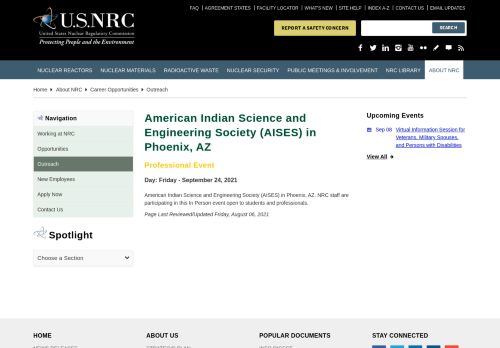 FAQ | AGREEMENT STATES | FACILITY LOCATOR | WHAT'S NEW | SITE HELP | INDEX A-Z | CONTACT US | EMAIL UPDATES
U.S.NRC
United States Nuclear Regulatory Commission
Protecting People and the Environment
REPORT A SAFETY CONCERN
SEARCH
NUCLEAR REACTORS NUCLEAR MATERIALS RADIOACTIVE WASTE NUCLEAR SECURITY PUBLIC MEETINGS & INVOLVEMENT NRC LIBRARY ABOUT NRC
Home About NRC Career Opportunities Outreach
Navigation
Working at NRC
Opportunities
Outreach
New Employees
Apply Now
Contact Us
Spotlight
Choose a Section
American Indian Science and
Engineering Society (AISES) in
Phoenix, AZ
Professional Event
Day: Friday - September 24, 2021
American Indian Science and Engineering Society (AISES) in Phoenix, AZ. NRC staff are
participating in this In Person event open to students and professionals.
Page Last Reviewed/Updated Friday, August 06, 2021
Upcoming Events
Sep 08 Virtual Information Session for
Veterans, Military Spouses,
and Persons with Disabilities
View All
HOME ABOUT US POPULAR DOCUMENTS STAY CONNECTED